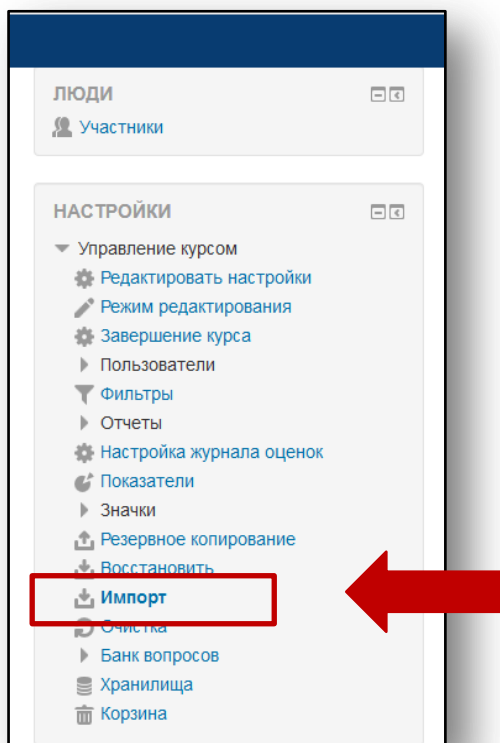 ЛЮДИ
Участники
НАСТРОЙКИ
Управление курсом
Редактировать настройки
Режим редактирования
Завершение курса
Пользователи
Фильтры
Отчеты
Настройка журнала оценок
Показатели
Значки
Резервное копирование
Восстановить
Импорт
Очистка
Банк вопросов
Хранилища
Корзина